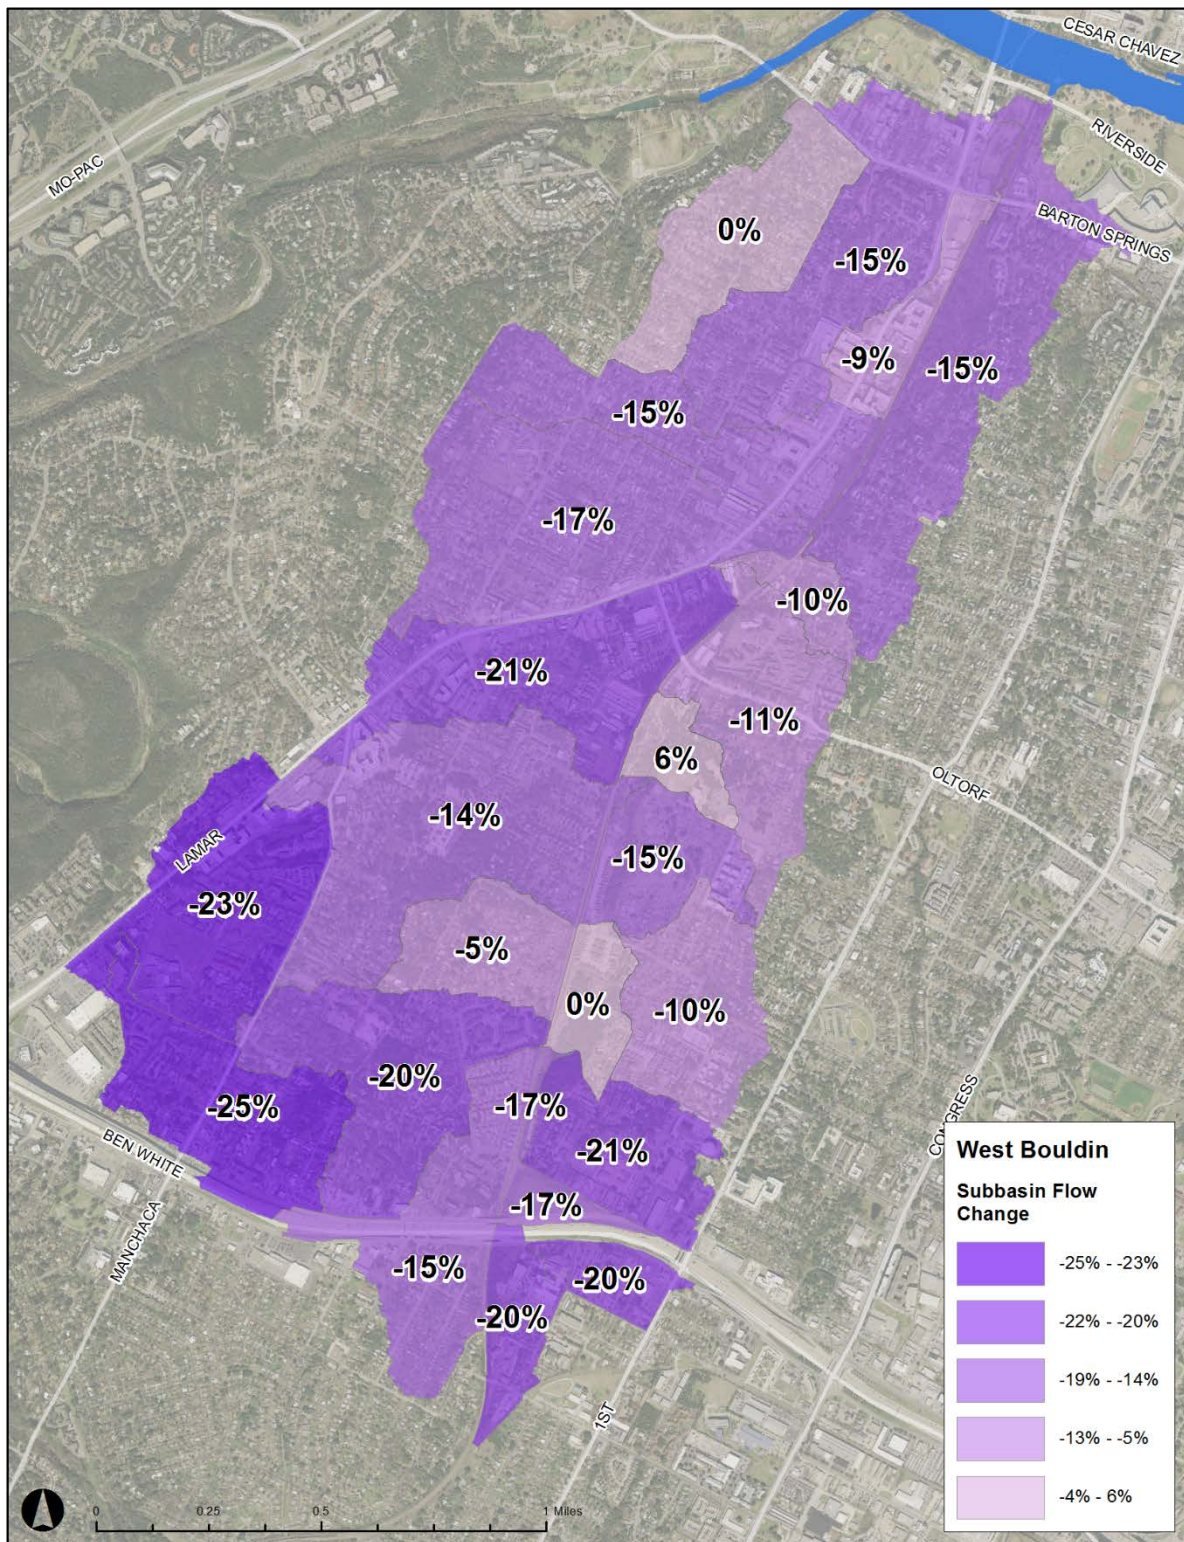 CESAR CHAVEZ
RIVERSIDE
MO-PAC
BARTON SPRINGS
0%
-15%
-9%
-15%
-15%
-17%
-10%
-21%
-11%
6%
OLTORF
-14%
LAMAR
-15%
-23%
-5%
0%
-10%
-20%
-25%
-17%
CONGRESS
BEN WHITE
-21%
-17%
MANCHACA
-15%
-20%
-20%
1ST
West Bouldin
Subbasin Flow
Change
-25% - -23%
-22% - -20%
-19% - -14%
-13% - -5%
-4% - 6%
0 0.25 0.5 1 Miles